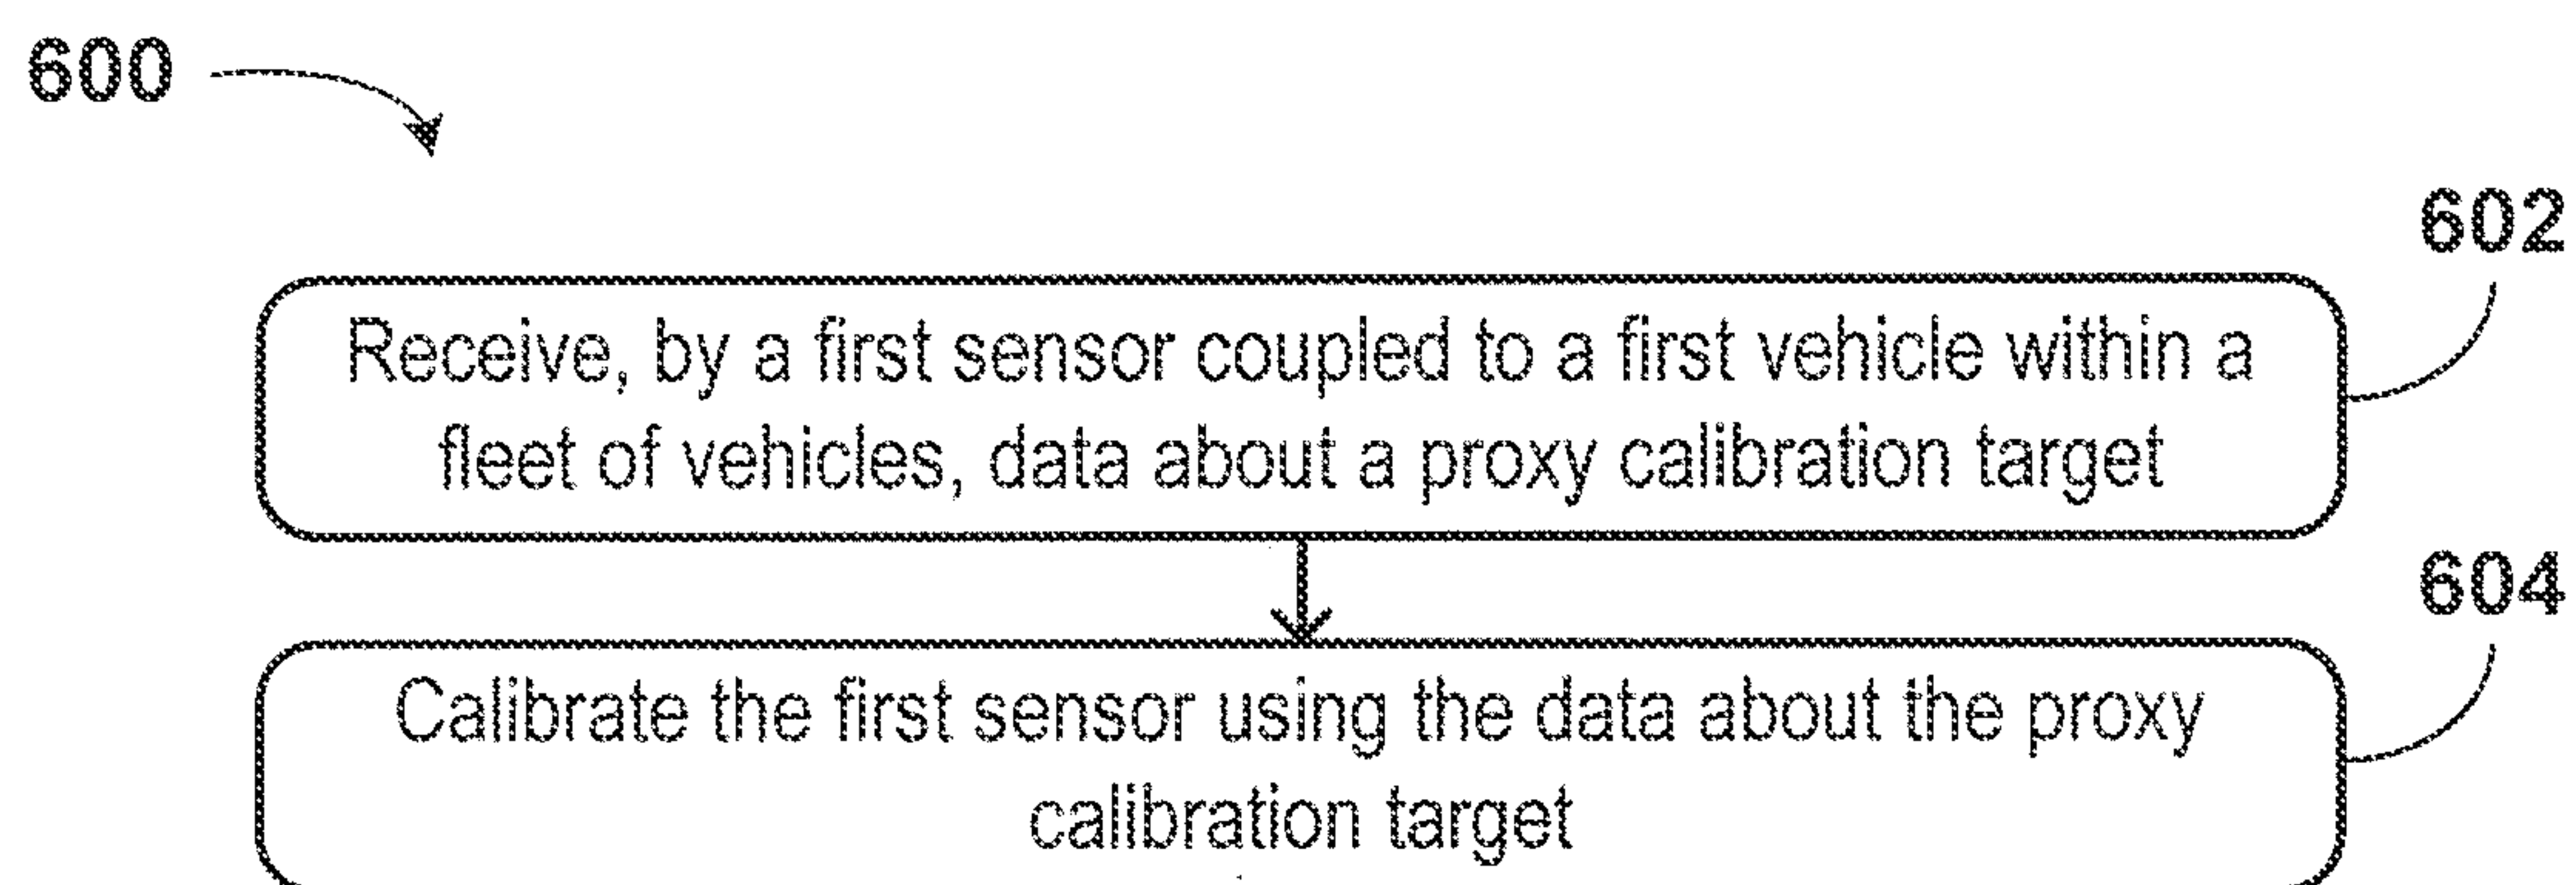 600
602
Receive, by a first sensor coupled to a first vehicle within a
fleet of vehicles, data about a proxy calibration target
604
Calibrate the first sensor using the data about the proxy
calibration target